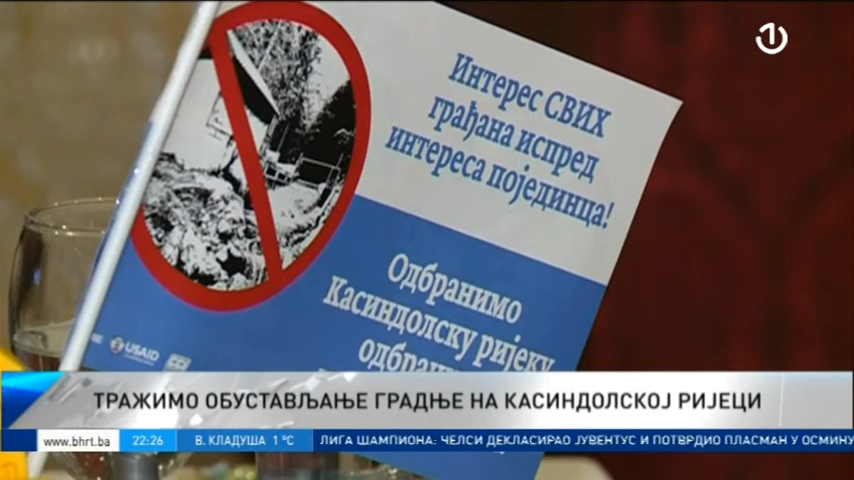 Интерес СВИХ
грађана испред
интереса појединца!
Одбранимо
Касиндолску ријеку
USAID
ТРАЖИМО ОБУСТАВЉАЊЕ ГРАДЊЕ НА КАСИНДОЛСКОЈ РИЈЕЦИ
www.bhrt.ba 22:26 В. КЛАДУША 1 °C ЛИГА ШАМПИОНА: ЧЕЛСИ ДЕКЛАСИРАО ЈУВЕНТУС И ПОТВРДИО ПЛАСМАН У ОСМИНУ